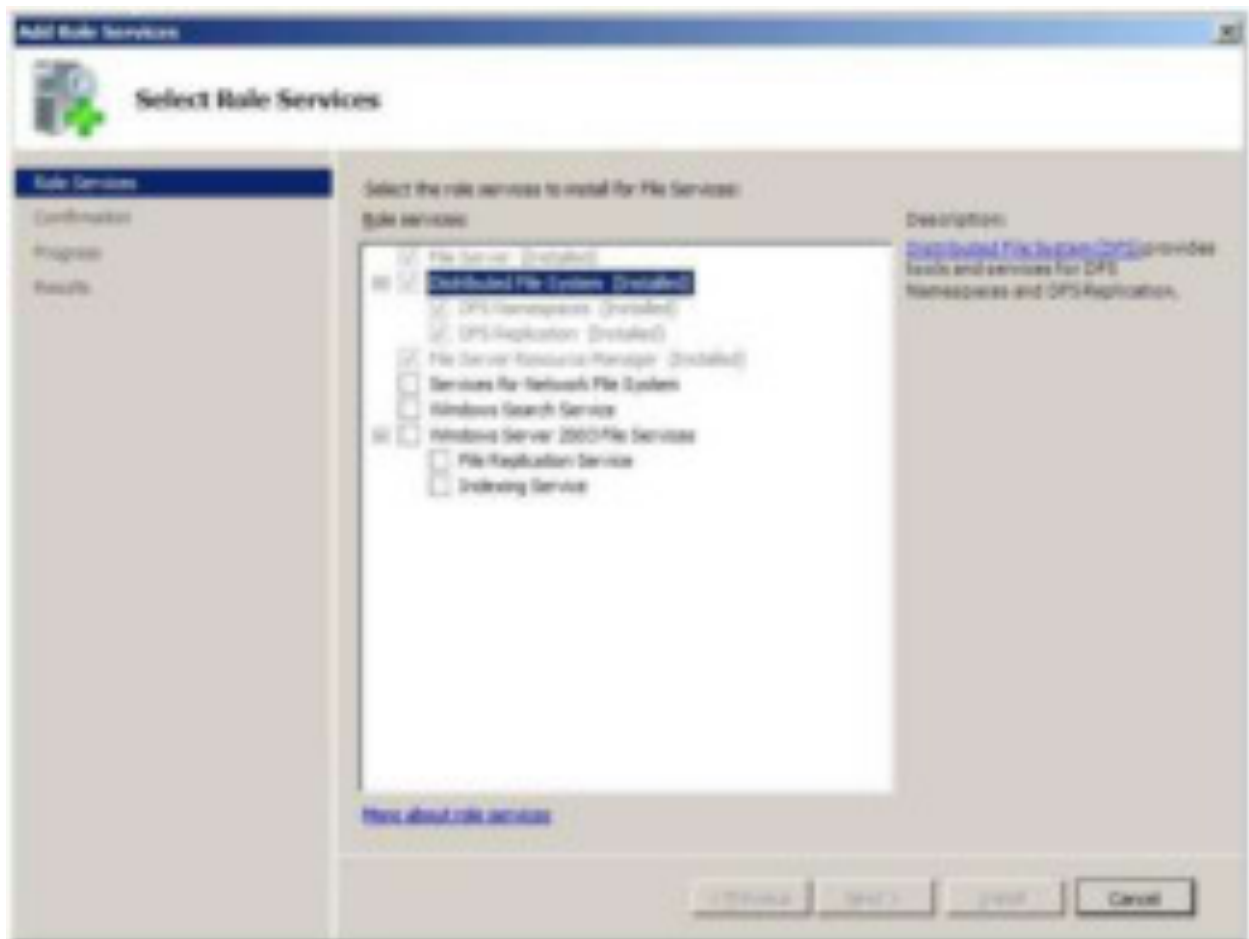 Add Role Services
Select Role Services
Role Services
Confirmation
Progress
Results
Select the role services to install for File Services:
Role services:
File Server (Installed)
Distributed File System (Installed)
DFS Namespaces (Installed)
DFS Replication (Installed)
File Server Resource Manager (Installed)
Services for Network File System
Windows Search Service
Windows Server 2003 File Services
File Replication Service
Indexing Service
Description:
Distributed File System (DFS) provides
tools and services for DFS
Namespaces and DFS Replication.
More about role services
< Previous
Next >
Install
Cancel